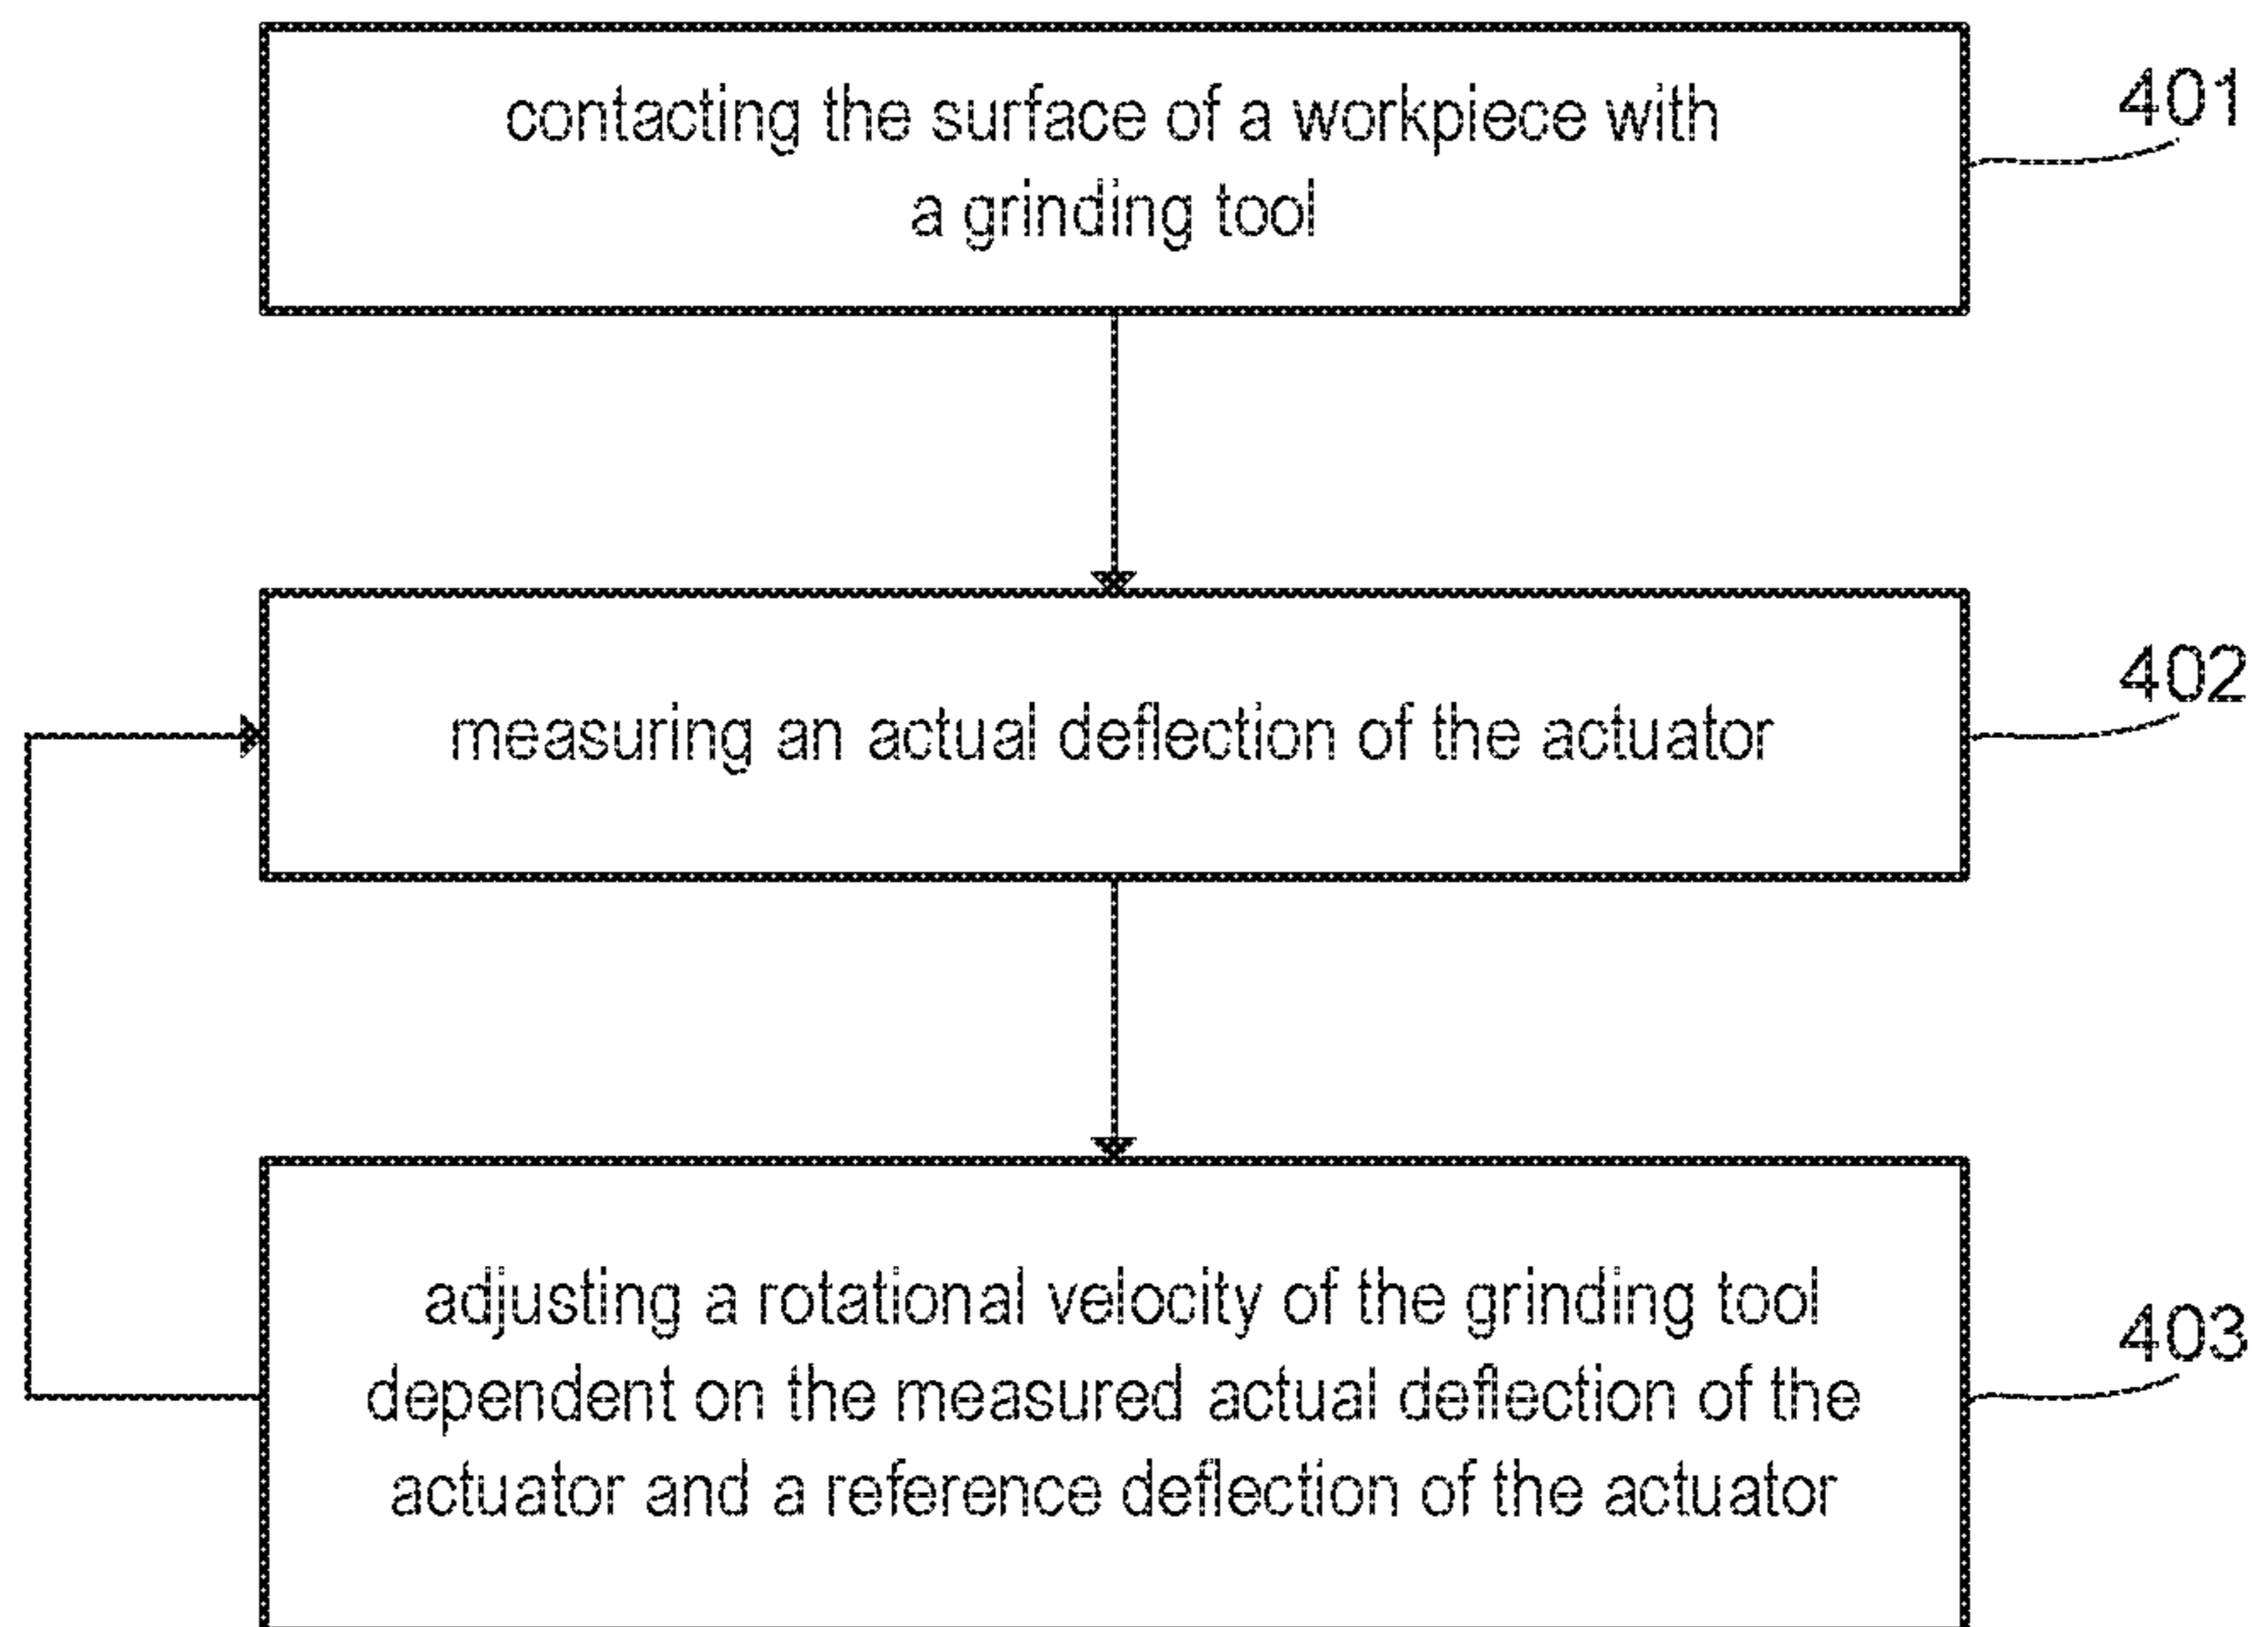 contacting the surface of a workpiece with
a grinding tool
401
measuring an actual deflection of the actuator
402
adjusting a rotational velocity of the grinding tool
dependent on the measured actual deflection of the
actuator and a reference deflection of the actuator
403